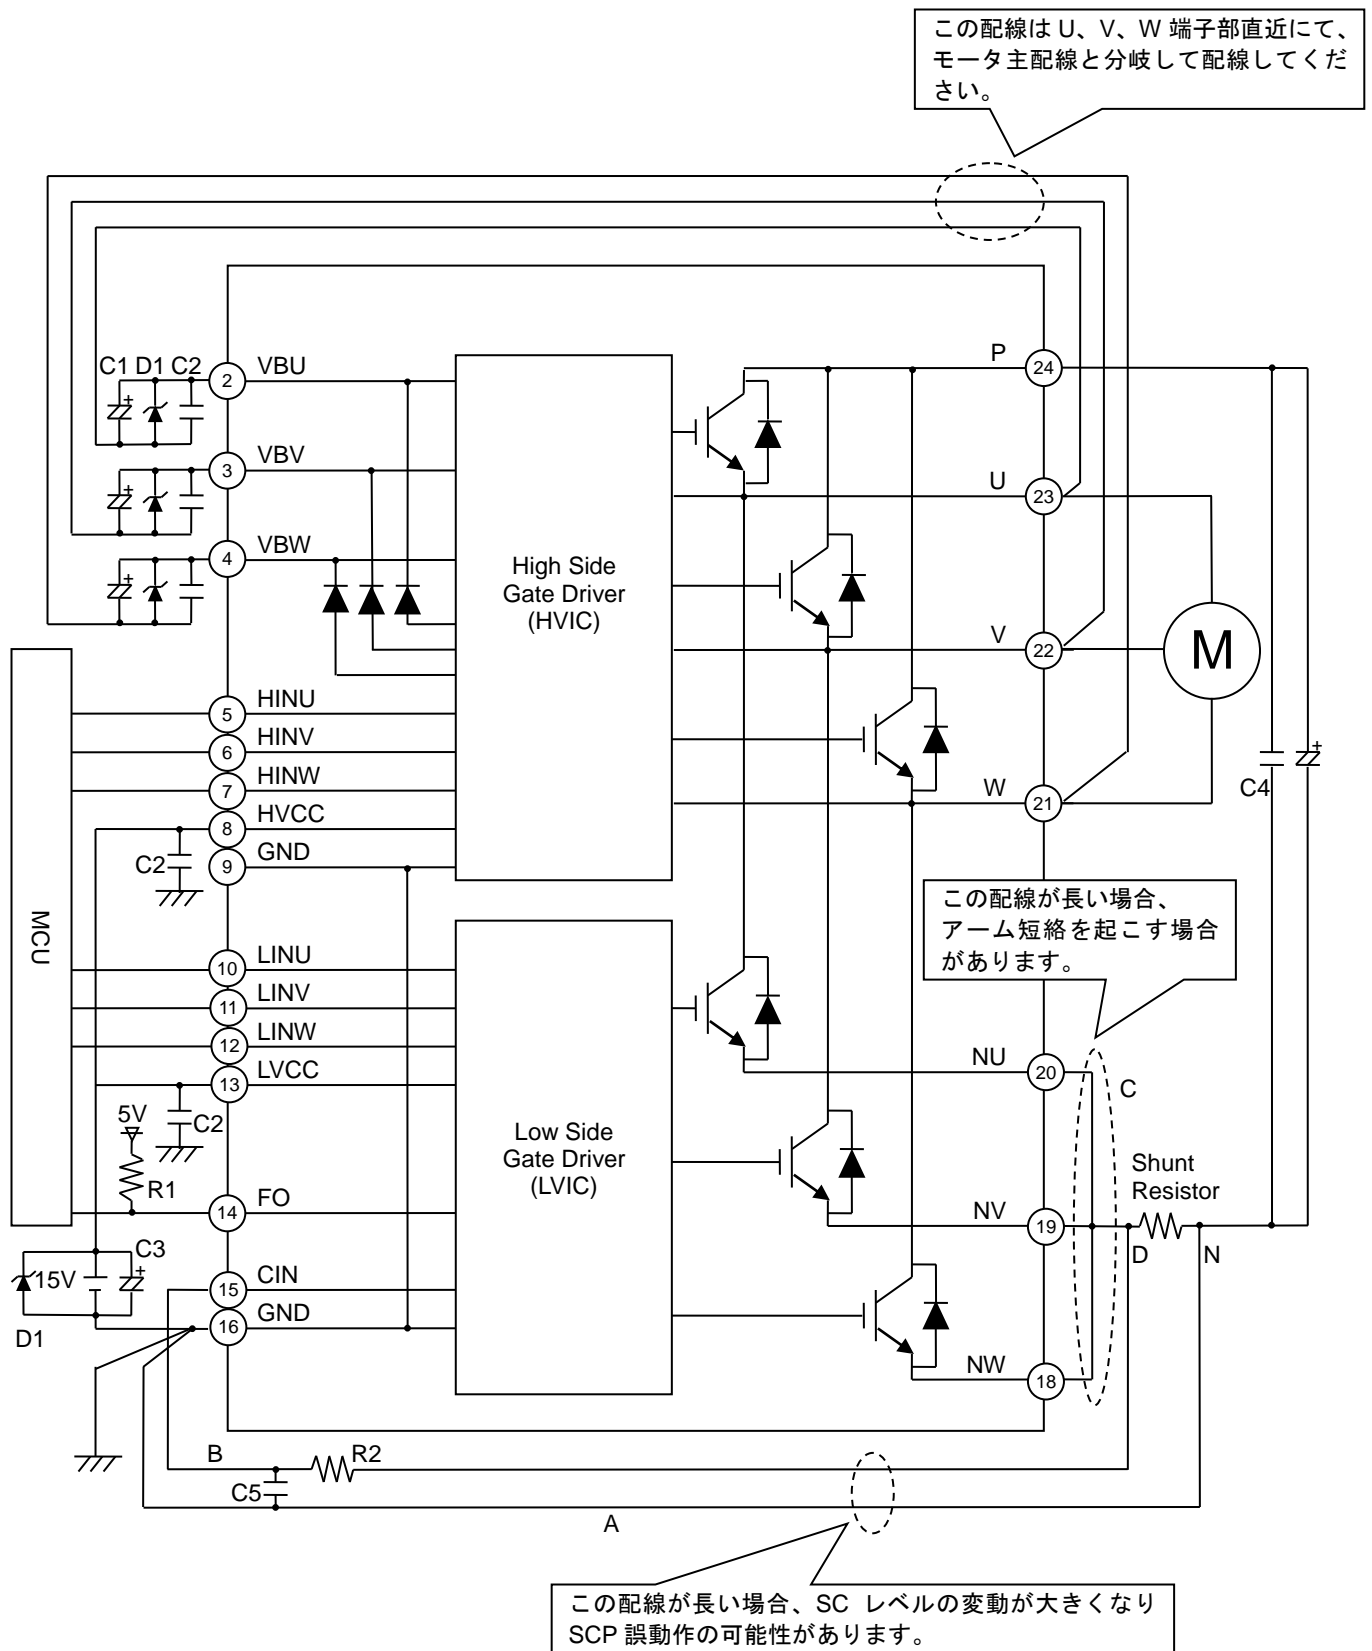 この配線は U、V、W 端子部直近にて、
モータ主配線と分岐して配線してくだ
さい。
C1 D1 C2
2
VBU
P
24
3
VBV
U
23
4
VBW
High Side
Gate Driver
(HVIC)
V
22
M
5
HINU
6
HINV
7
HINW
W
21
C4
8
HVCC
C2
9
GND
この配線が長い場合、
アーム短絡を起こす場合
があります。
MCU
10
LINU
11
LINV
12
LINW
13
LVCC
NU
20
C
5V
C2
Low Side
Gate Driver
(LVIC)
Shunt
Resistor
R1
14
FO
NV
19
D
N
C3
15V
15
CIN
16
GND
D1
NW
18
B
R2
C5
A
この配線が長い場合、SC レベルの変動が大きくなり
SCP 誤動作の可能性があります。